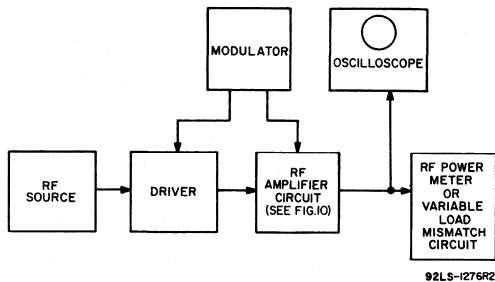 MODULATOR
OSCILLOSCOPE
RF
SOURCE
DRIVER
RF
AMPLIFIER
CIRCUIT
(SEE FIG.10)
RF POWER
METER
OR
VARIABLE
LOAD
MISMATCH
CIRCUIT
92LS-1276R2